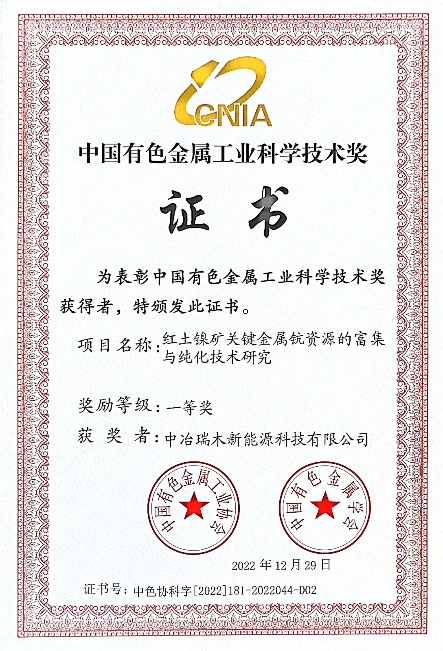 CNIA
中国有色金属工业科学技术奖
证 书
为表彰中国有色金属工业科学技术奖
获得者，特颁发此证书。
项目名称：红土镍矿关键金属钪资源的富集
与纯化技术研究
奖励等级：一等奖
获 奖 者：中冶瑞木新能源科技有限公司
中国有色金属工业协会
中国有色金属学会
2022年12月29日
证书号：中色协科字[2022]181-2022044-D02